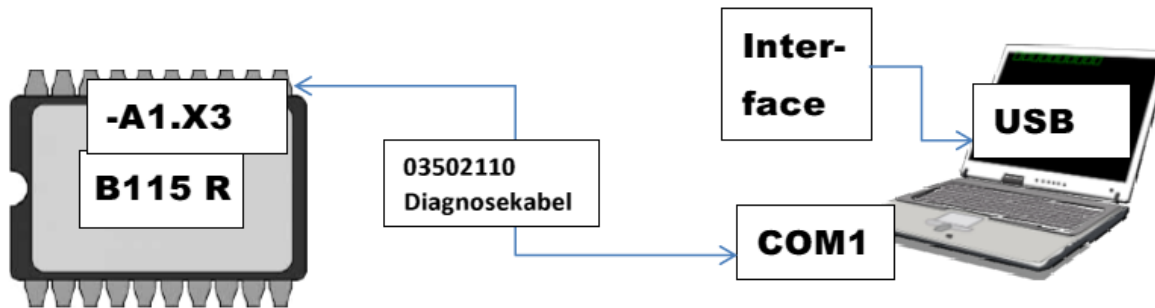 -A1.X3
B115 R
03502110
Diagnosekabel
Inter-
face
USB
COM1